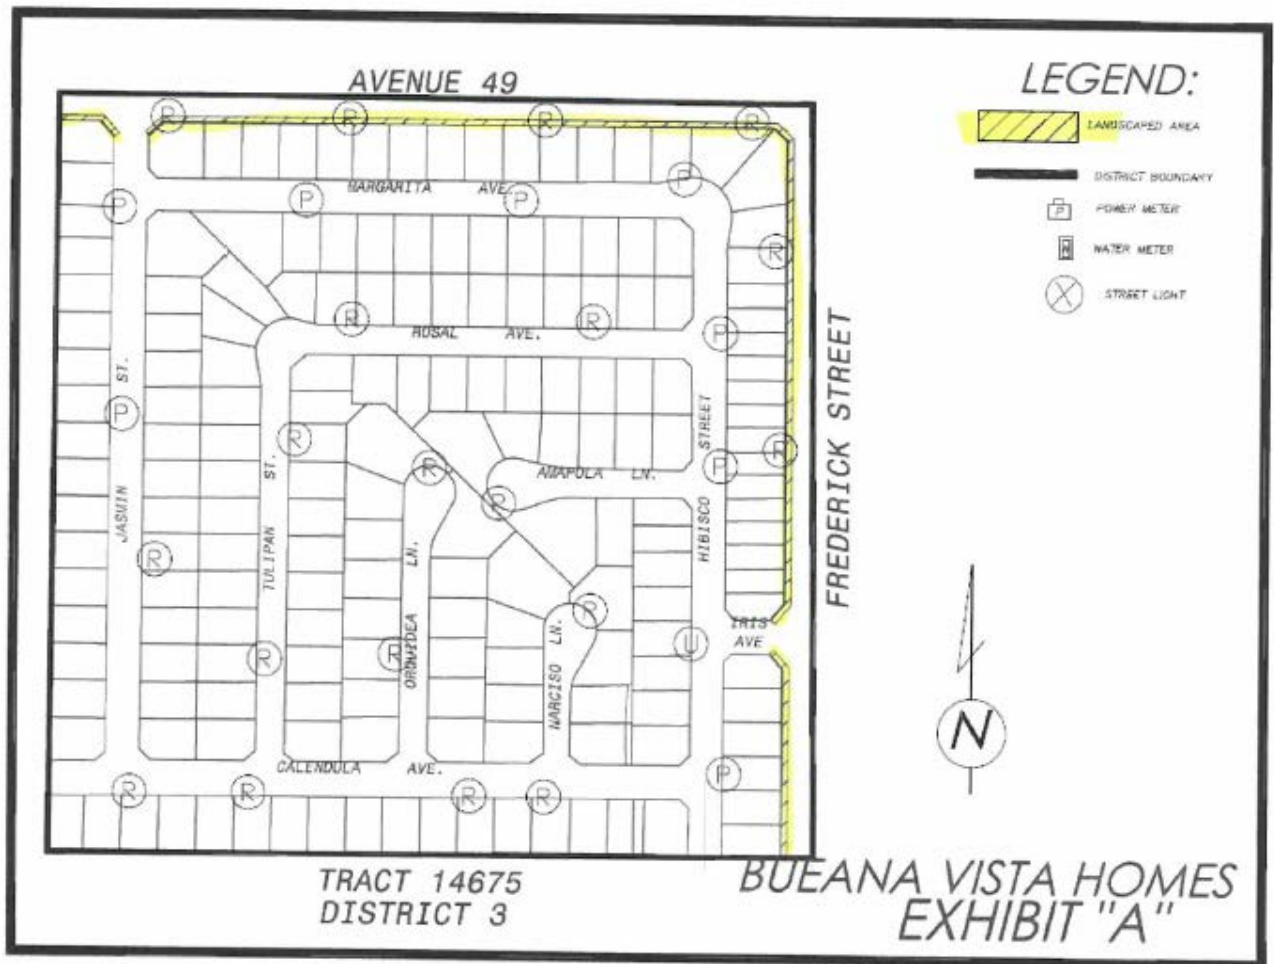 AVENUE 49
LEGEND:
LANDSCAPED AREA
DISTRICT BOUNDARY
P
POWER METER
WATER METER
X
STREET LIGHT
R
R
R
R
P
MARGARITA AVE.
P
P
P
R
R
ROSAL AVE.
R
P
FREDERICK STREET
JASMIN ST.
P
R
TULIPAN ST.
R
AMAPOLA LN.
P
HIBISCO STREET
P
R
R
ORQUIDEA LN.
R
NARCISO LN.
IRIS
AVE
U
R
R
CALENDULA AVE.
P
R
R
R
R
N
TRACT 14675
DISTRICT 3
BUEANA VISTA HOMES
EXHIBIT "A"